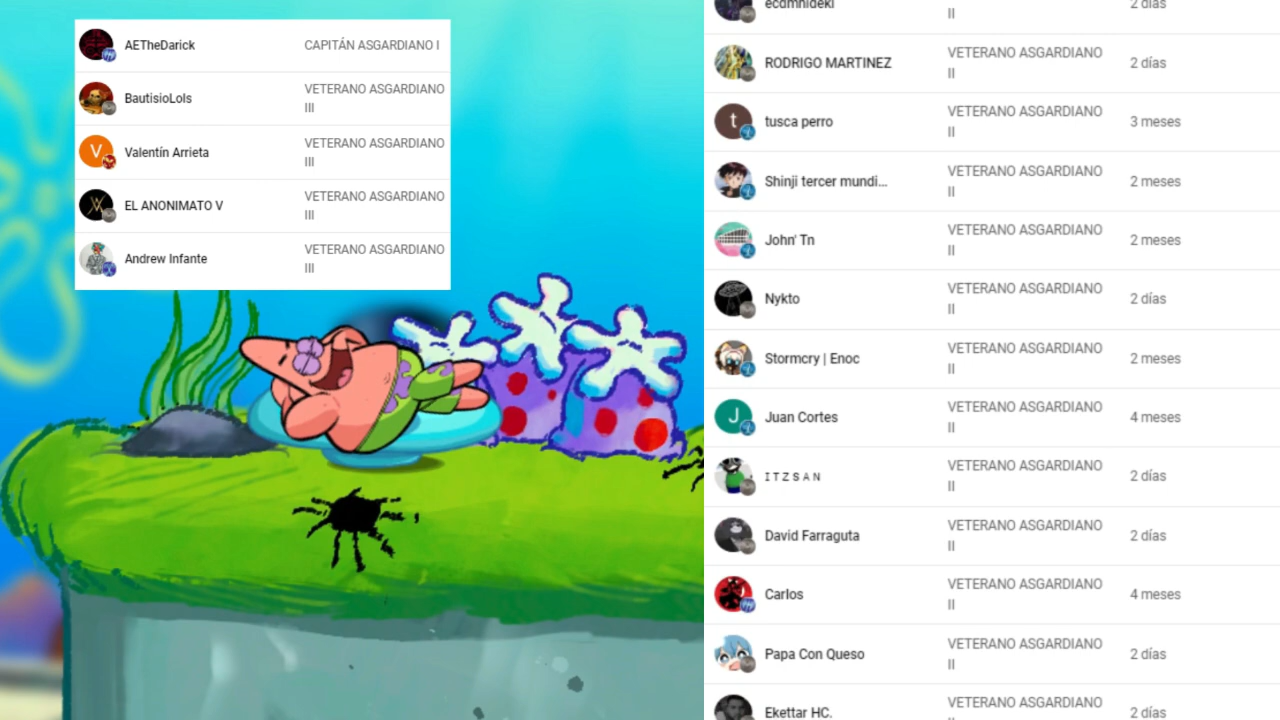 AETheDarick
CAPITÁN ASGARDIANO I
BautisioLols
VETERANO ASGARDIANO
III
V
Valentín Arrieta
VETERANO ASGARDIANO
III
EL ANONIMATO V
VETERANO ASGARDIANO
III
Andrew Infante
VETERANO ASGARDIANO
III
ecdmhideki
II
2 días
RODRIGO MARTINEZ
VETERANO ASGARDIANO
II
2 días
t
tusca perro
VETERANO ASGARDIANO
II
3 meses
Shinji tercer mundi...
VETERANO ASGARDIANO
II
2 meses
John' Tn
VETERANO ASGARDIANO
II
2 meses
Nykto
VETERANO ASGARDIANO
II
2 días
Stormcry | Enoc
VETERANO ASGARDIANO
II
2 meses
J
Juan Cortes
VETERANO ASGARDIANO
II
4 meses
I T Z S A N
VETERANO ASGARDIANO
II
2 días
David Farraguta
VETERANO ASGARDIANO
II
2 días
Carlos
VETERANO ASGARDIANO
II
4 meses
Papa Con Queso
VETERANO ASGARDIANO
II
2 días
Ekettar HC.
VETERANO ASGARDIANO
2 días